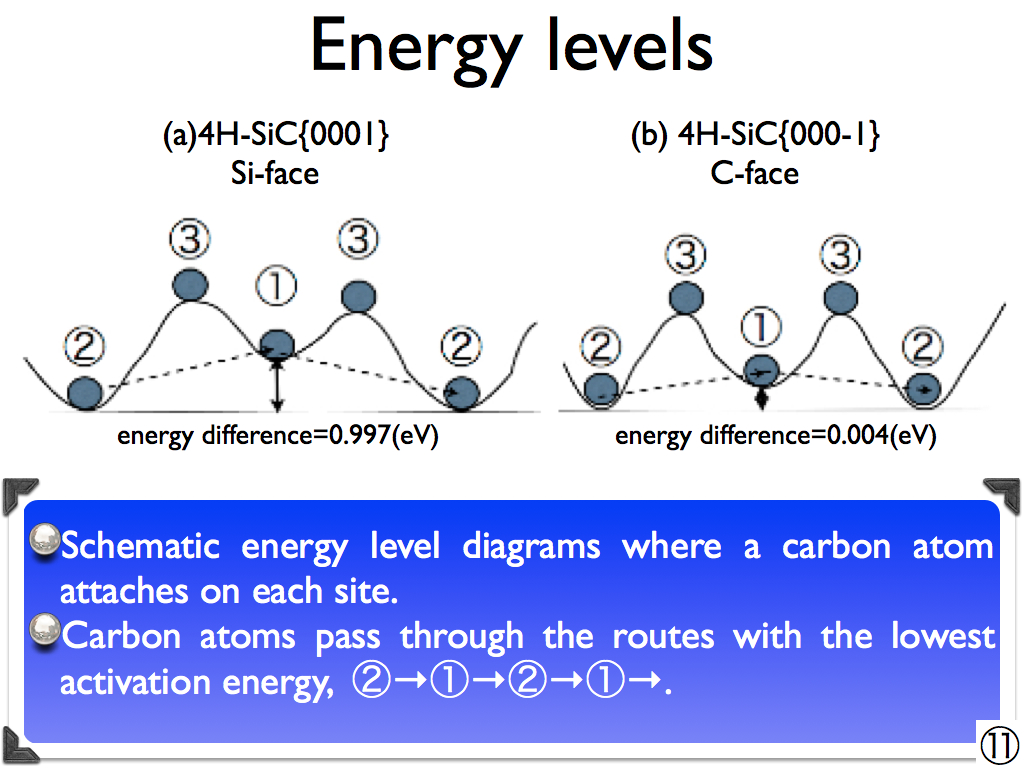 Energy levels
(a)4H-SiC{0001}
Si-face
(b) 4H-SiC{000-1}
C-face
③
③
①
②
②
energy difference=0.997(eV)
③
③
①
②
②
energy difference=0.004(eV)
Schematic energy level diagrams where a carbon atom
attaches on each site.
Carbon atoms pass through the routes with the lowest
activation energy, ②→①→②→①→.
⑪